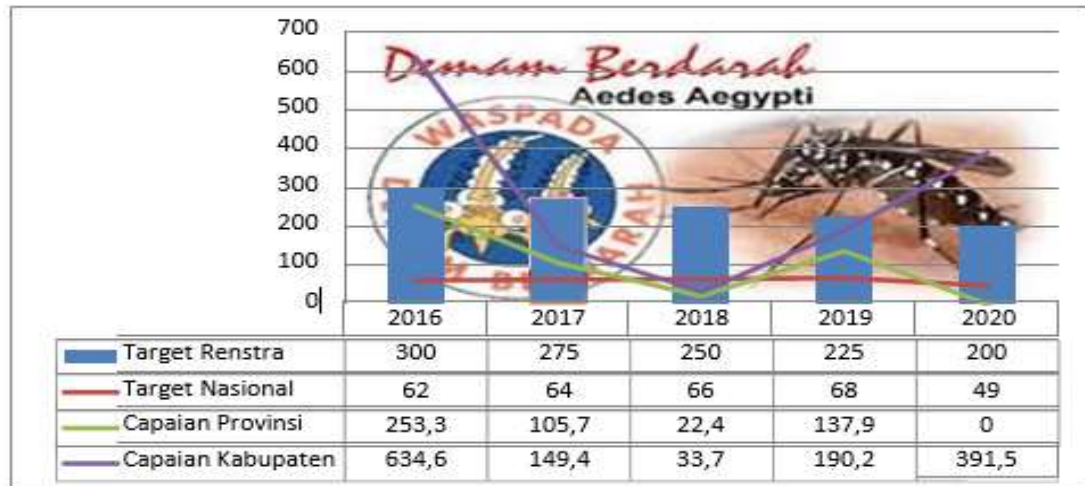 700
600
500
400
300
200
100
0
Demam Berdarah
Aedes Aegypti
WASPADA
ARAH
2016 2017 2018 2019 2020
Target Renstra 300 275 250 225 200
Target Nasional 62 64 66 68 49
Capaian Provinsi 253,3 105,7 22,4 137,9 0
Capaian Kabupaten 634,6 149,4 33,7 190,2 391,5